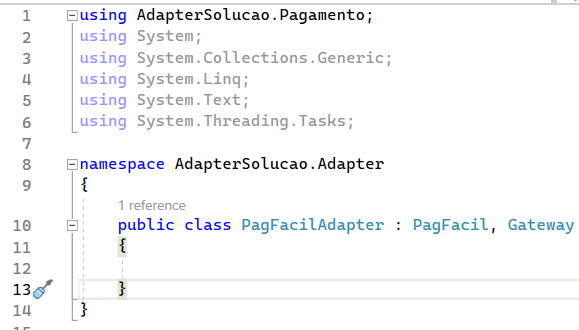 1 using AdapterSolucao.Pagamento;
2 using System;
3 using System.Collections.Generic;
4 using System.Linq;
5 using System.Text;
6 using System.Threading.Tasks;
7
8 namespace AdapterSolucao.Adapter
9 {
1 reference
10 public class PagFacilAdapter : PagFacil, Gateway
11 {
12
13 }
14 }